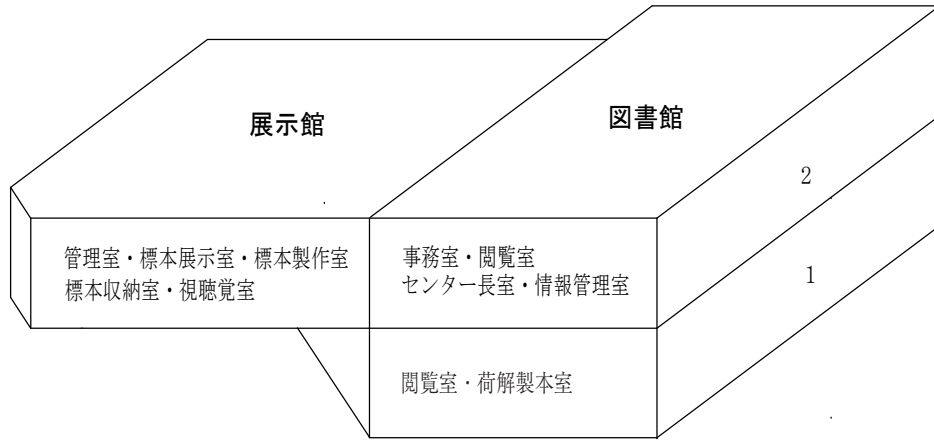 展示館
図書館
2
管理室・標本展示室・標本製作室
標本収納室・視聴覚室
事務室・閲覧室
センター長室・情報管理室
1
閲覧室・荷解製本室